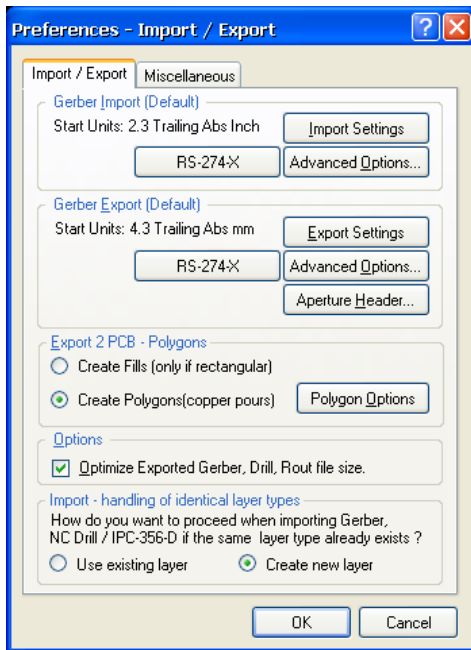 Preferences - Import / Export
Import / Export
Miscellaneous
Gerber Import (Default)
Start Units: 2.3 Trailing Abs Inch
Import Settings
RS-274-X
Advanced Options...
Gerber Export (Default)
Start Units: 4.3 Trailing Abs mm
Export Settings
RS-274-X
Advanced Options...
Aperture Header...
Export 2 PCB - Polygons
Create Fills (only if rectangular)
Create Polygons(copper pours)
Polygon Options
Options
Optimize Exported Gerber, Drill, Rout file size.
Import - handling of identical layer types
How do you want to proceed when importing Gerber,
NC Drill / IPC-356-D if the same layer type already exists ?
Use existing layer
Create new layer
OK
Cancel